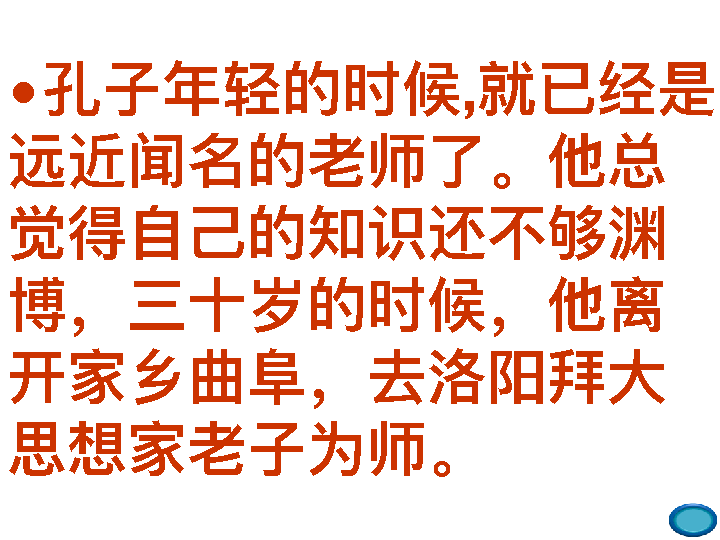 •孔子年轻的时候,就已经是
远近闻名的老师了。他总
觉得自己的知识还不够渊
博，三十岁的时候，他离
开家乡曲阜，去洛阳拜大
思想家老子为师。